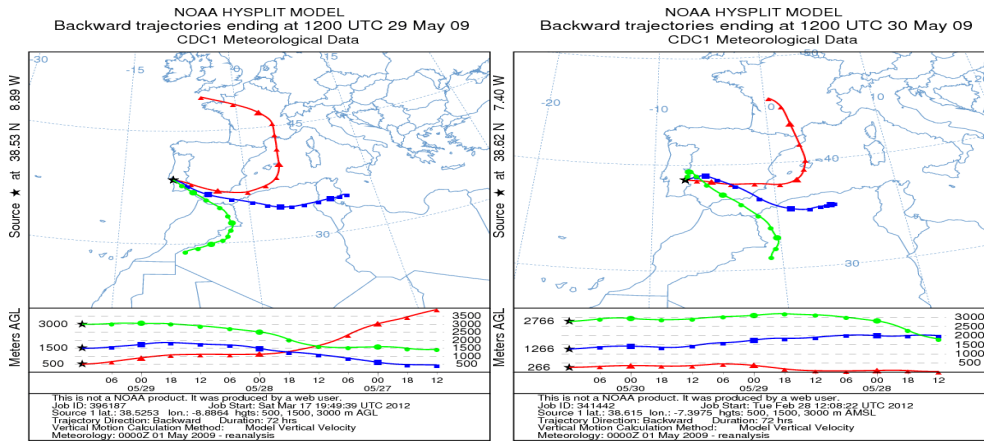 NOAA HYSPLIT MODEL
Backward trajectories ending at 1200 UTC 29 May 09
CDC1 Meteorological Data
-30
-15
0
15
45
30
Source ★ at 38.53 N 8.89 W
Meters AGL
3000
1500
500
3500
3000
2500
2000
1500
1000
500
06 00 18 12 06 00 18 12 06 00 18 12
05/29 05/28 05/27
This is not a NOAA product. It was produced by a web user.
Job ID: 396187 Job Start: Sat Mar 17 19:49:39 UTC 2012
Source 1 lat.: 38.5253 lon.: -8.8864 hgts: 500, 1500, 3000 m AGL
Trajectory Direction: Backward Duration: 72 hrs
Vertical Motion Calculation Method: Model Vertical Velocity
Meteorology: 0000Z 01 May 2009 - reanalysis
NOAA HYSPLIT MODEL
Backward trajectories ending at 1200 UTC 30 May 09
CDC1 Meteorological Data
-20
-10
0
10
40
30
Source ★ at 38.62 N 7.40 W
Meters AGL
2766
1266
266
3000
2500
2000
1500
1000
500
06 00 18 12 06 00 18 12 06 00 18 12
05/30 05/29 05/28
This is not a NOAA product. It was produced by a web user.
Job ID: 341442 Job Start: Tue Feb 28 12:08:22 UTC 2012
Source 1 lat.: 38.615 lon.: -7.3975 hgts: 500, 1500, 3000 m AMSL
Trajectory Direction: Backward Duration: 72 hrs
Vertical Motion Calculation Method: Model Vertical Velocity
Meteorology: 0000Z 01 May 2009 - reanalysis